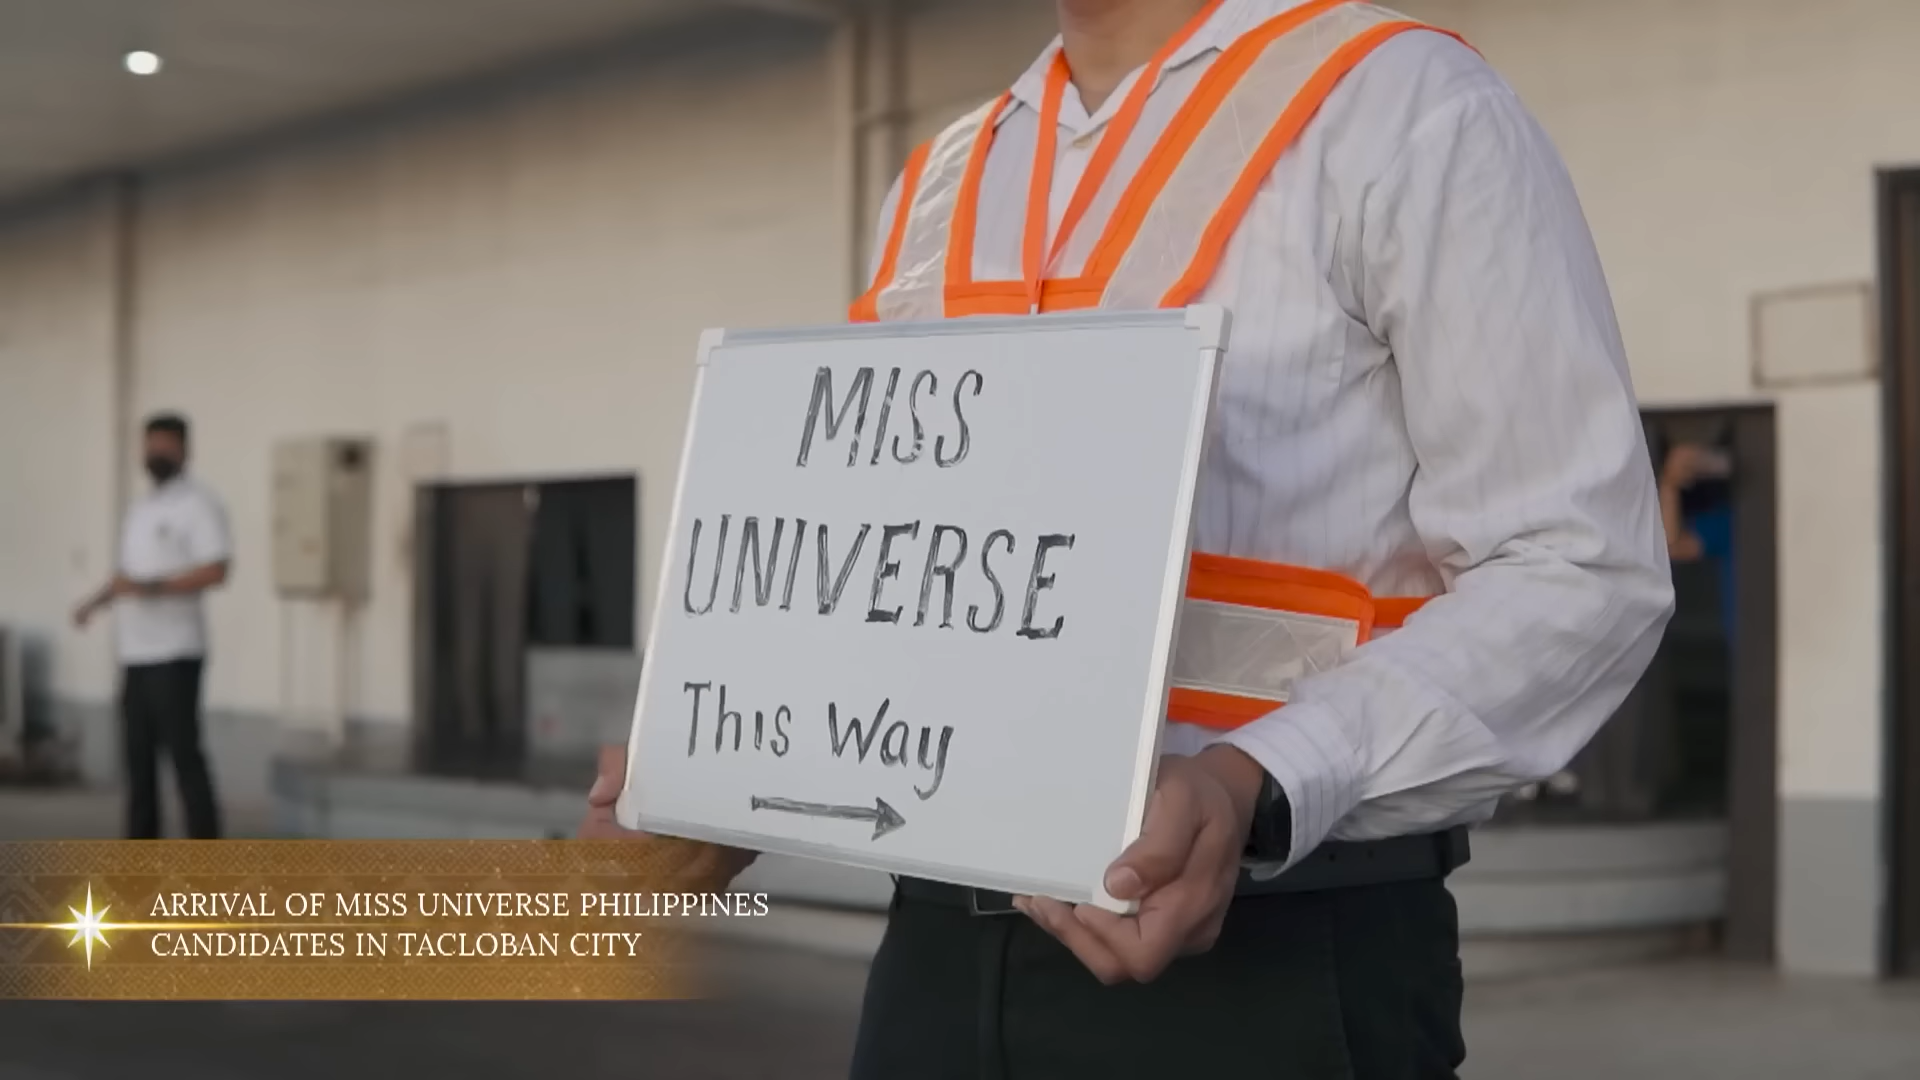 MISS
UNIVERSE
This Way
ARRIVAL OF MISS UNIVERSE PHILIPPINES
CANDIDATES IN TACLOBAN CITY